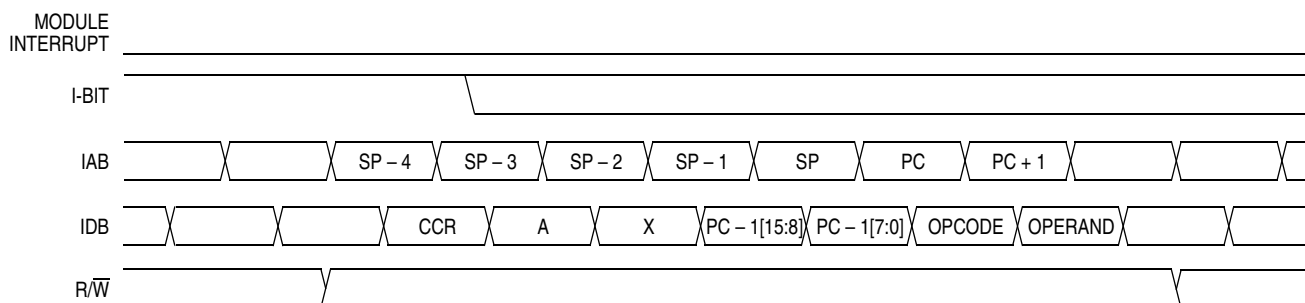 MODULE
INTERRUPT
I-BIT
IAB SP – 4 SP – 3 SP – 2 SP – 1 SP PC PC + 1
IDB CCR A X PC – 1[15:8] PC – 1[7:0] OPCODE OPERAND
R/W̅